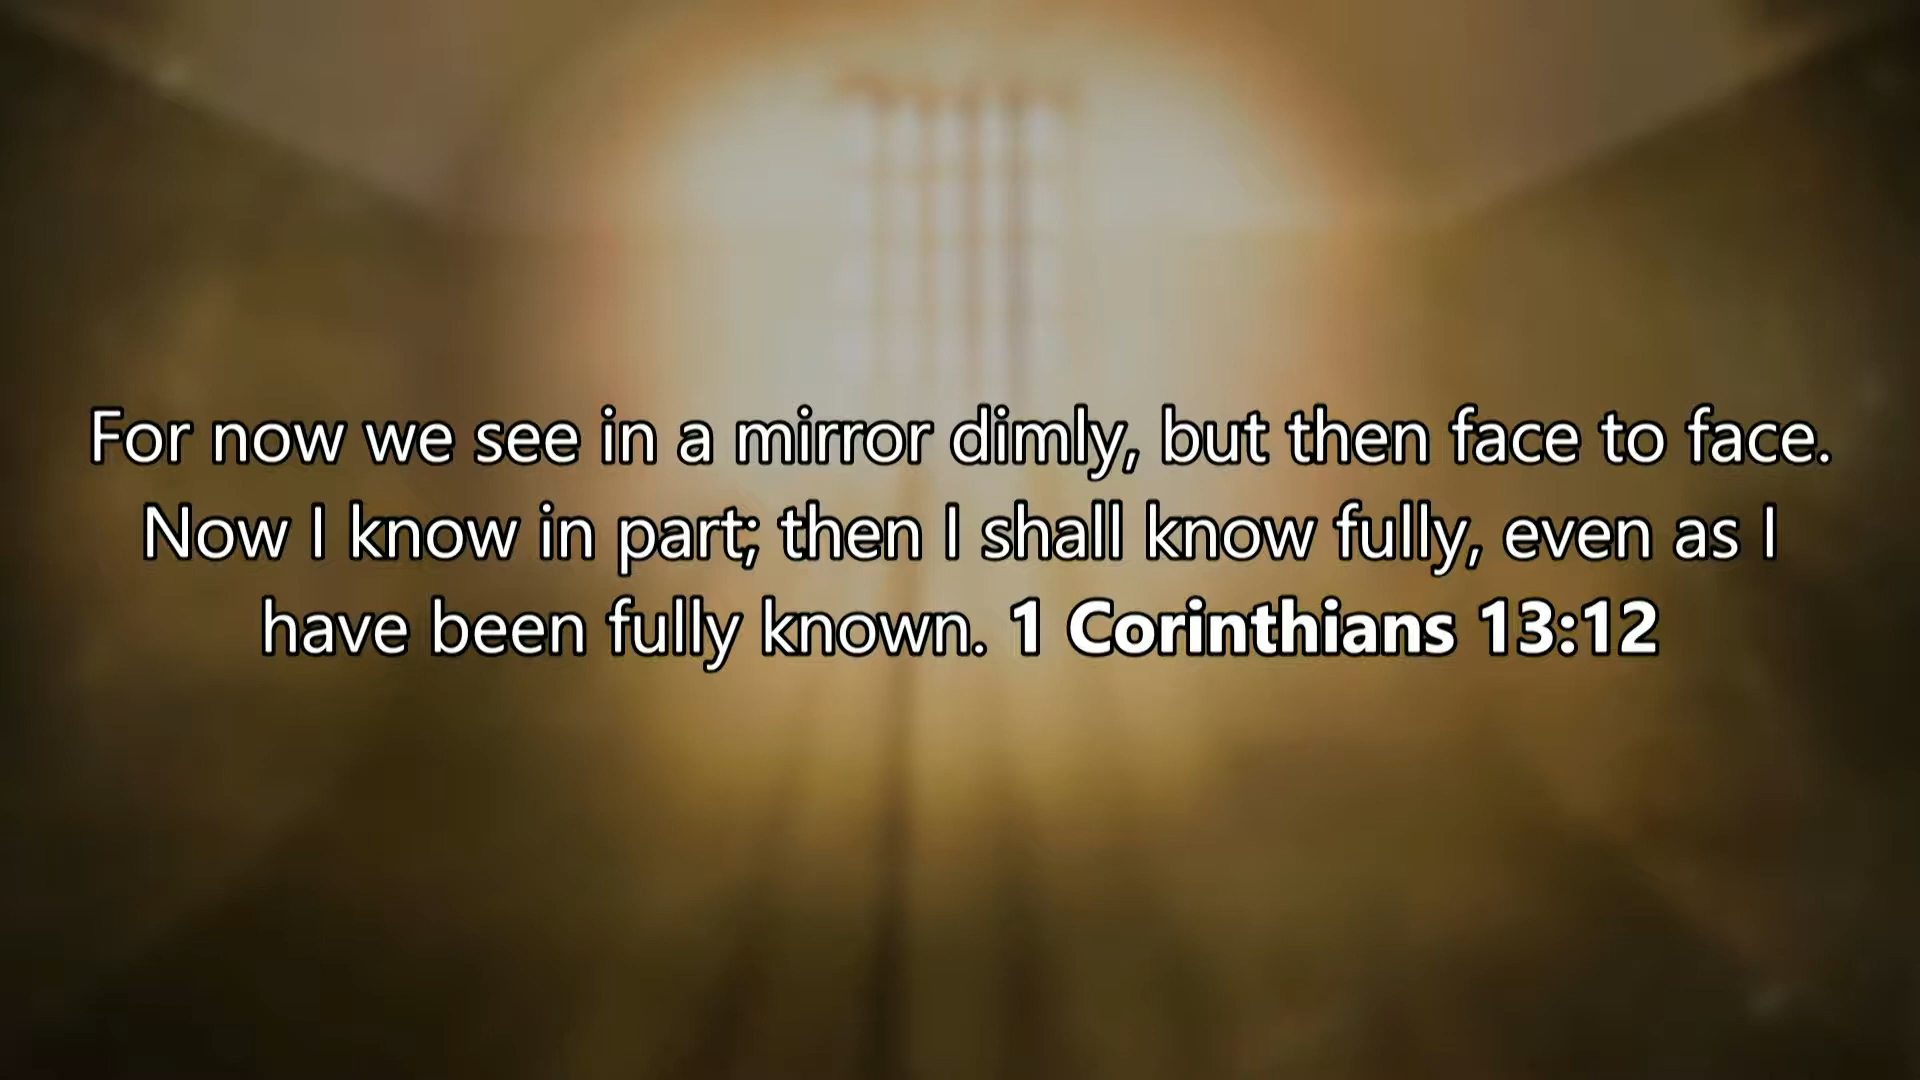 For now we see in a mirror dimly, but then face to face.
Now I know in part; then I shall know fully, even as I
have been fully known. 1 Corinthians 13:12